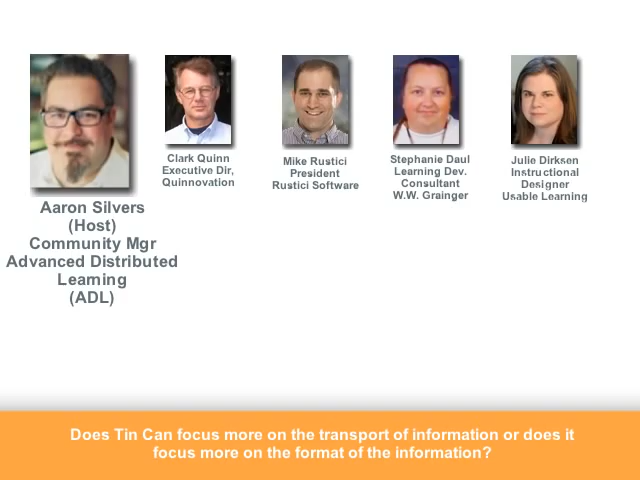 Aaron Silvers
(Host)
Community Mgr
Advanced Distributed
Learning
(ADL)
Clark Quinn
Executive Dir,
Quinnovation
Mike Rustici
President
Rustici Software
Stephanie Daul
Learning Dev.
Consultant
W.W. Grainger
Julie Dirksen
Instructional
Designer
Usable Learning
Does Tin Can focus more on the transport of information or does it
focus more on the format of the information?